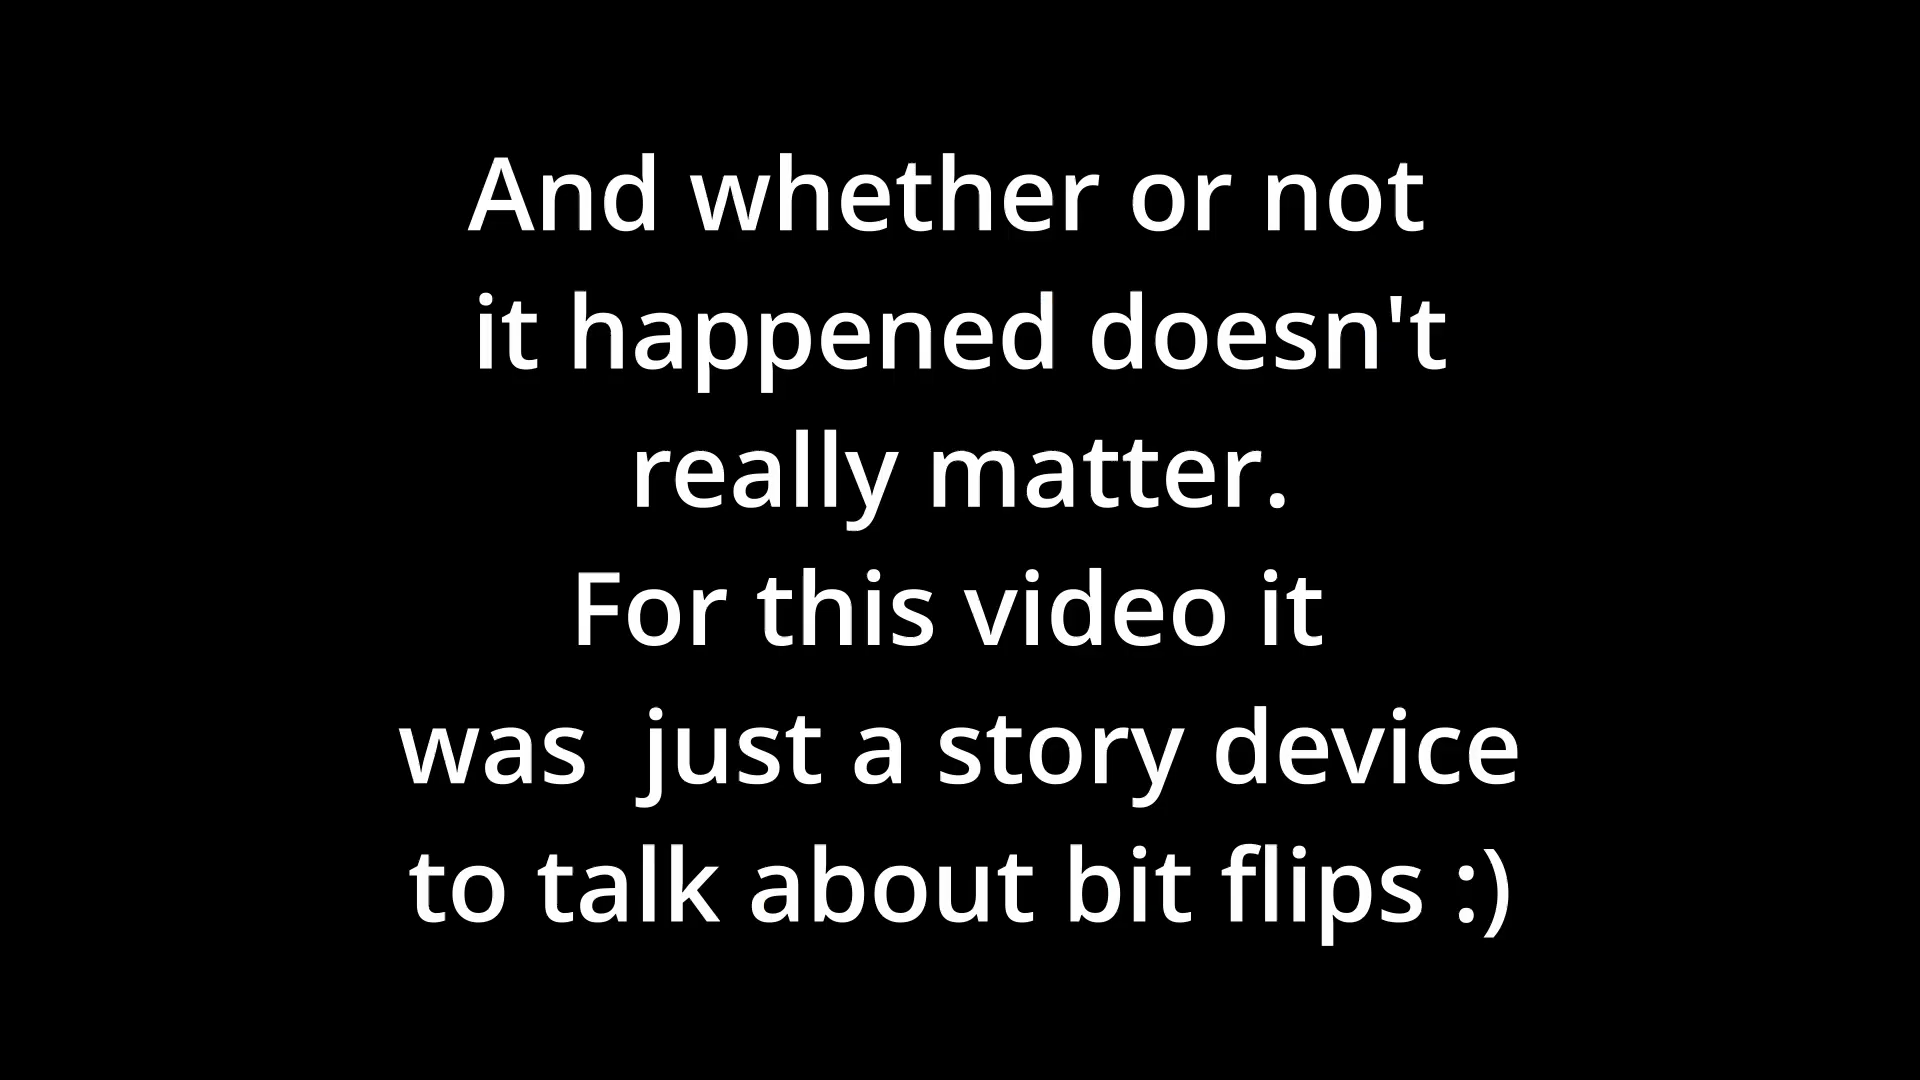 And whether or not
it happened doesn't
really matter.
For this video it
was  just a story device
to talk about bit flips :)